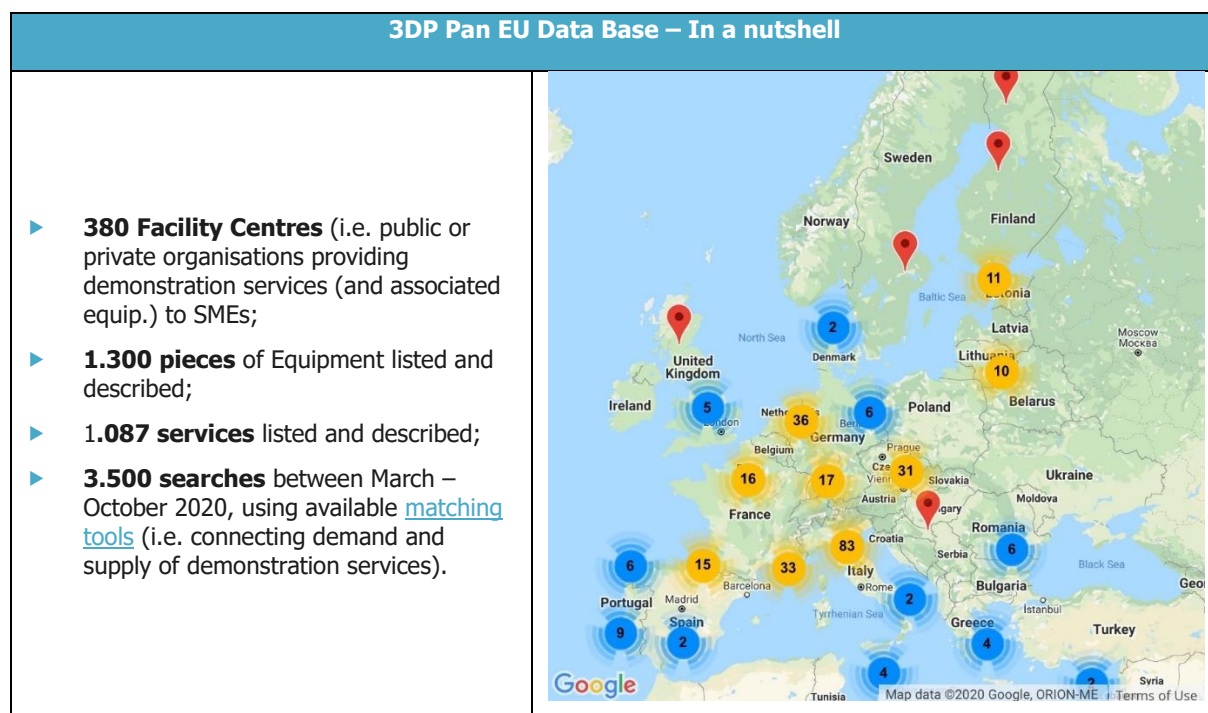 3DP Pan EU Data Base – In a nutshell
▶ 380 Facility Centres (i.e. public or
private organisations providing
demonstration services (and associated
equip.) to SMEs;
▶ 1.300 pieces of Equipment listed and
described;
▶ 1.087 services listed and described;
▶ 3.500 searches between March –
October 2020, using available matching
tools (i.e. connecting demand and
supply of demonstration services).
Sweden
Norway
Finland
11
Baltic Sea
2
North Sea
Latvia
Moscow
Москва
Denmark
United
Kingdom
10
Belarus
Ireland
5
36
6
Poland
Germany
Belgium
Prague
31
Ukraine
16
17
Slovakia
Austria
Moldova
France
Croatia
Romania
83
Serbia
6
Black Sea
6
15
33
Italy
Barcelona
Rome
Bulgaria
Portugal
Madrid
Tyrrhenian Sea
2
Istanbul
Spain
Greece
Turkey
9
2
4
4
2
Syria
Google
Tunisia
Map data ©2020 Google, ORION-ME
Terms of Use